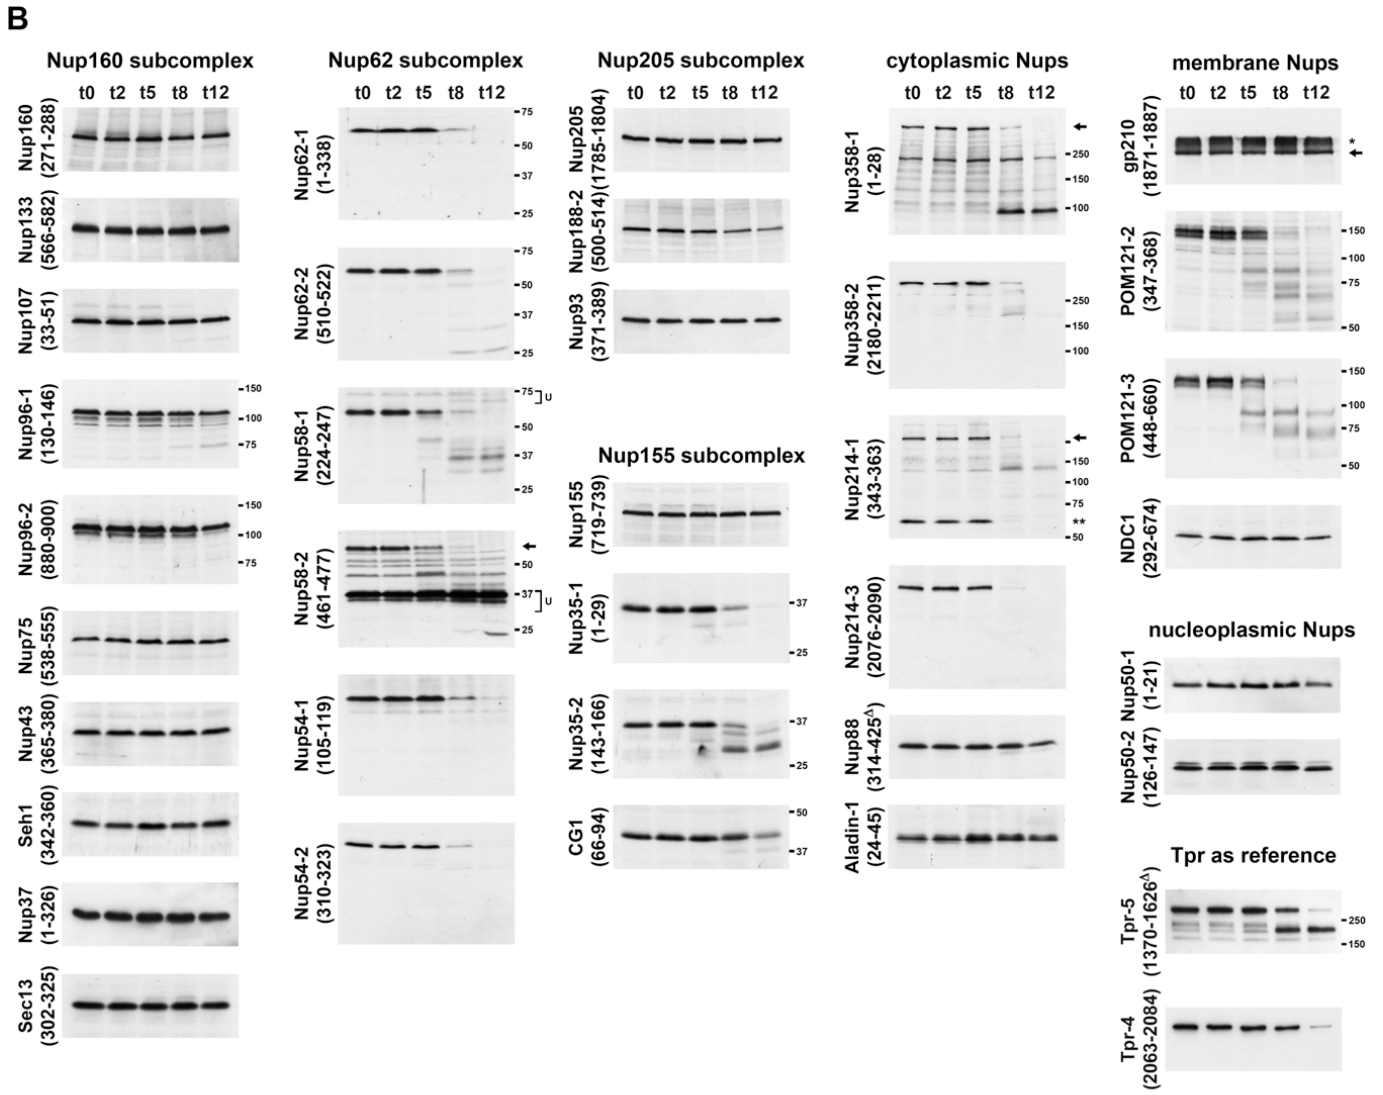 B
Nup160 subcomplex
t0 t2 t5 t8 t12
Nup160
(271-288)
Nup133
(566-582)
Nup107
(33-51)
Nup96-1
(130-146)
150
100
75
Nup96-2
(880-900)
150
100
75
Nup75
(538-555)
Nup43
(365-380)
Seh1
(342-360)
Nup37
(1-326)
Sec13
(302-325)
Nup62 subcomplex
t0 t2 t5 t8 t12
Nup62-1
(1-338)
75
50
37
25
Nup62-2
(510-522)
75
50
37
25
Nup58-1
(224-247)
75
U
50
37
25
Nup58-2
(461-477)
50
37
U
25
Nup54-1
(105-119)
Nup54-2
(310-323)
Nup205 subcomplex
t0 t2 t5 t8 t12
Nup205
(1785-1804)
Nup188-2
(500-514)
Nup93
(371-389)
Nup155 subcomplex
Nup155
(719-739)
Nup35-1
(1-29)
37
25
Nup35-2
(143-166)
37
25
CG1
(66-94)
50
37
cytoplasmic Nups
t0 t2 t5 t8 t12
Nup358-1
(1-28)
250
150
100
Nup358-2
(2180-2211)
250
150
100
Nup214-1
(343-363)
150
100
75
**
50
Nup214-3
(2076-2090)
Nup88
(314-425Δ)
Aladin-1
(24-45)
membrane Nups
t0 t2 t5 t8 t12
gp210
(1871-1887)
*
POM121-2
(347-368)
150
100
75
50
POM121-3
(448-660)
150
100
75
50
NDC1
(292-674)
nucleoplasmic Nups
Nup50-1
(1-21)
Nup50-2
(126-147)
Tpr as reference
Tpr-5
(1370-1626Δ)
250
150
Tpr-4
(2063-2084)